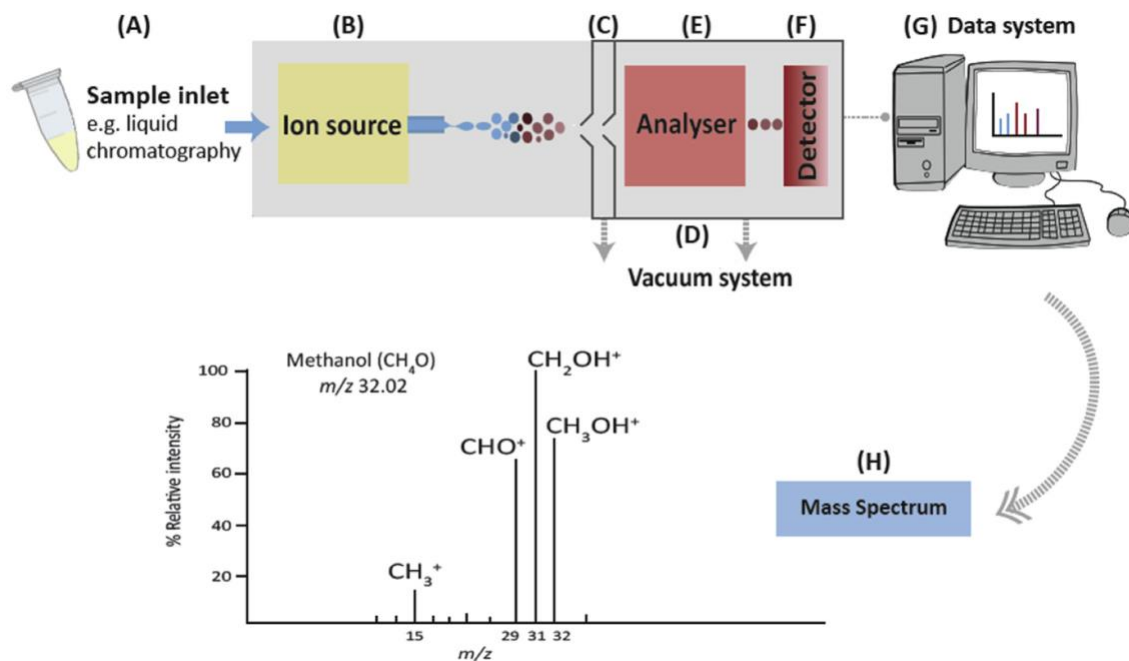 (A)
(B)
(C)
(E)
(F)
(G) Data system
Sample inlet
e.g. liquid
chromatography
Ion source
Analyser
Detector
(D)
Vacuum system
Methanol (CH₄O)
m/z 32.02
% Relative intensity
100
80
60
40
20
CH₂OH⁺
CH₃OH⁺
CHO⁺
CH₃⁺
15
29
31
32
m/z
(H)
Mass Spectrum